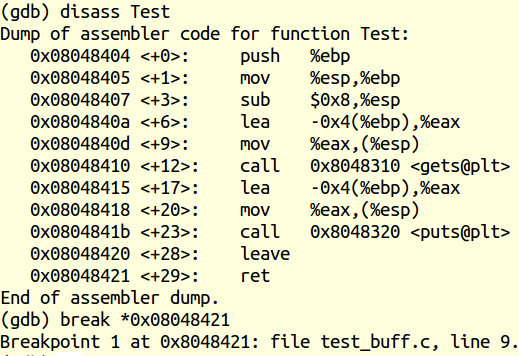 (gdb) disass Test
Dump of assembler code for function Test:
   0x08048404 <+0>:     push   %ebp
   0x08048405 <+1>:     mov    %esp,%ebp
   0x08048407 <+3>:     sub    $0x8,%esp
   0x0804840a <+6>:     lea    -0x4(%ebp),%eax
   0x0804840d <+9>:     mov    %eax,(%esp)
   0x08048410 <+12>:    call   0x8048310 <gets@plt>
   0x08048415 <+17>:    lea    -0x4(%ebp),%eax
   0x08048418 <+20>:    mov    %eax,(%esp)
   0x0804841b <+23>:    call   0x8048320 <puts@plt>
   0x08048420 <+28>:    leave
   0x08048421 <+29>:    ret
End of assembler dump.
(gdb) break *0x08048421
Breakpoint 1 at 0x8048421: file test_buff.c, line 9.